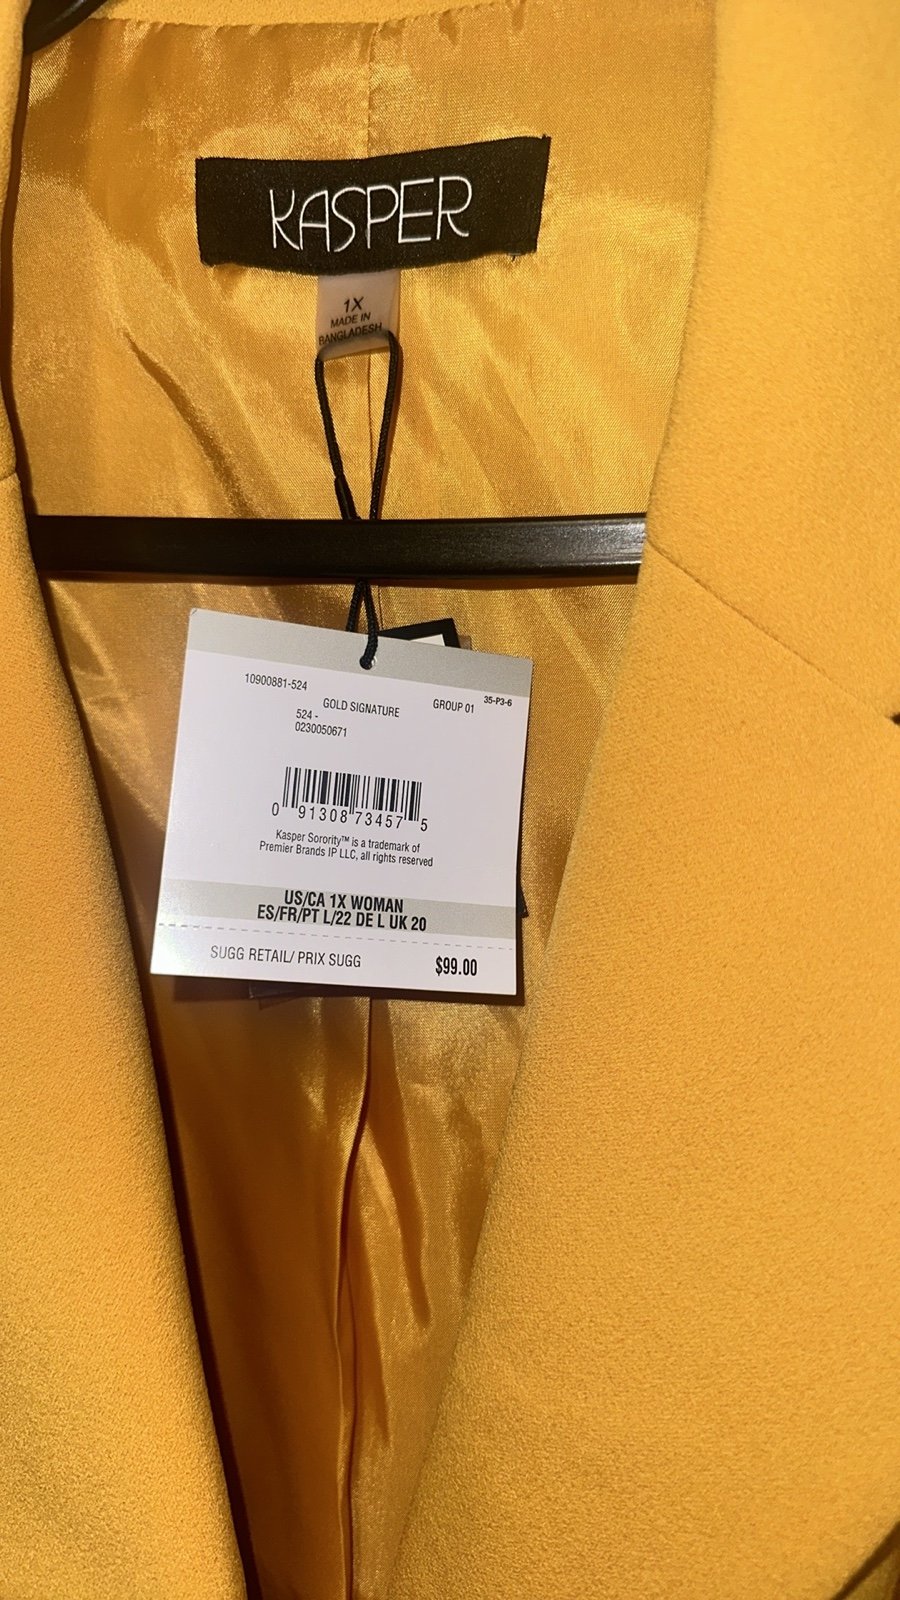 KASPER
1X
MADE IN
BANGLADESH
10900881-524
GOLD SIGNATURE GROUP 01 35-P3-6
524 -
0230050671
0 91308 73457 5
Kasper Sorority™ is a trademark of
Premier Brands IP LLC, all rights reserved
US/CA 1X WOMAN
ES/FR/PT L/22 DE L UK 20
SUGG RETAIL/ PRIX SUGG $99.00